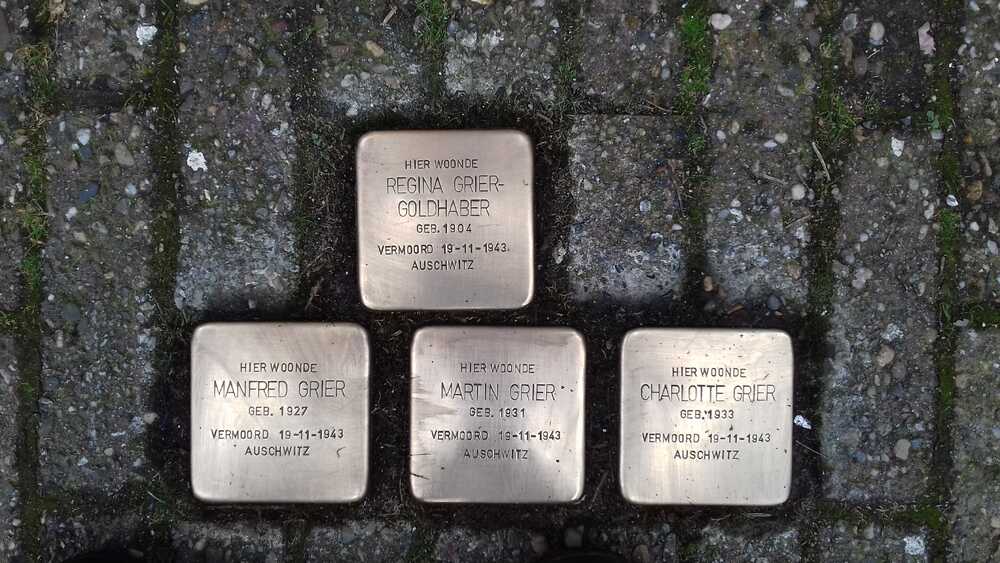 HIER WOONDE
REGINA GRIER-
GOLDHABER
GEB. 1904
VERMOORD 19-11-1943
AUSCHWITZ
HIER WOONDE
MANFRED GRIER
GEB. 1927
VERMOORD 19-11-1943
AUSCHWITZ
HIER WOONDE
MARTIN GRIER
GEB. 1931
VERMOORD 19-11-1943
AUSCHWITZ
HIER WOONDE
CHARLOTTE GRIER
GEB. 1933
VERMOORD 19-11-1943
AUSCHWITZ